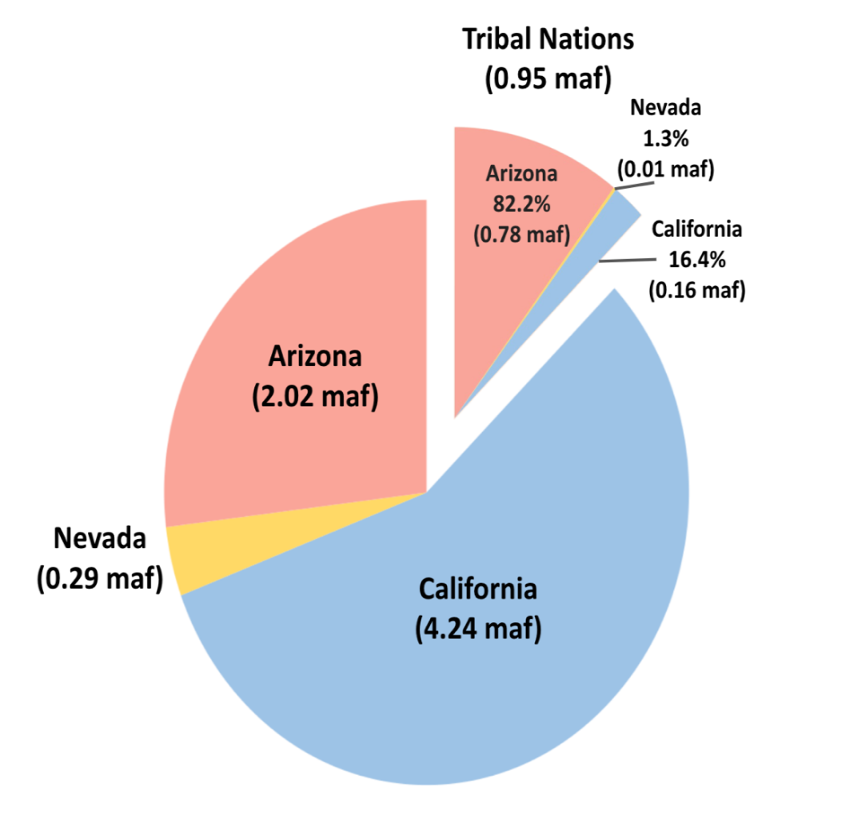 Tribal Nations
(0.95 maf)
Nevada
1.3%
(0.01 maf)
Arizona
82.2%
(0.78 maf)
California
16.4%
(0.16 maf)
Arizona
(2.02 maf)
Nevada
(0.29 maf)
California
(4.24 maf)